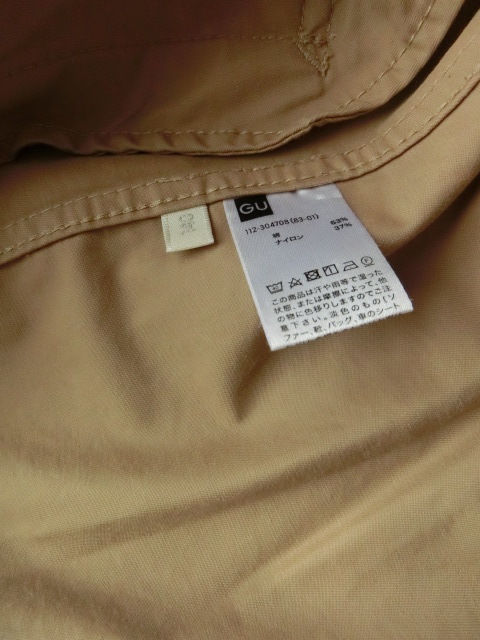 GU
112-304708(83-01)
綿 63%
ナイロン 37%
この商品は汗や雨等で湿った
状態、または摩擦によって、他
の物に色移りしますのでご注
意下さい。淡色のもの(ソ
ファー、靴、バッグ、車のシート